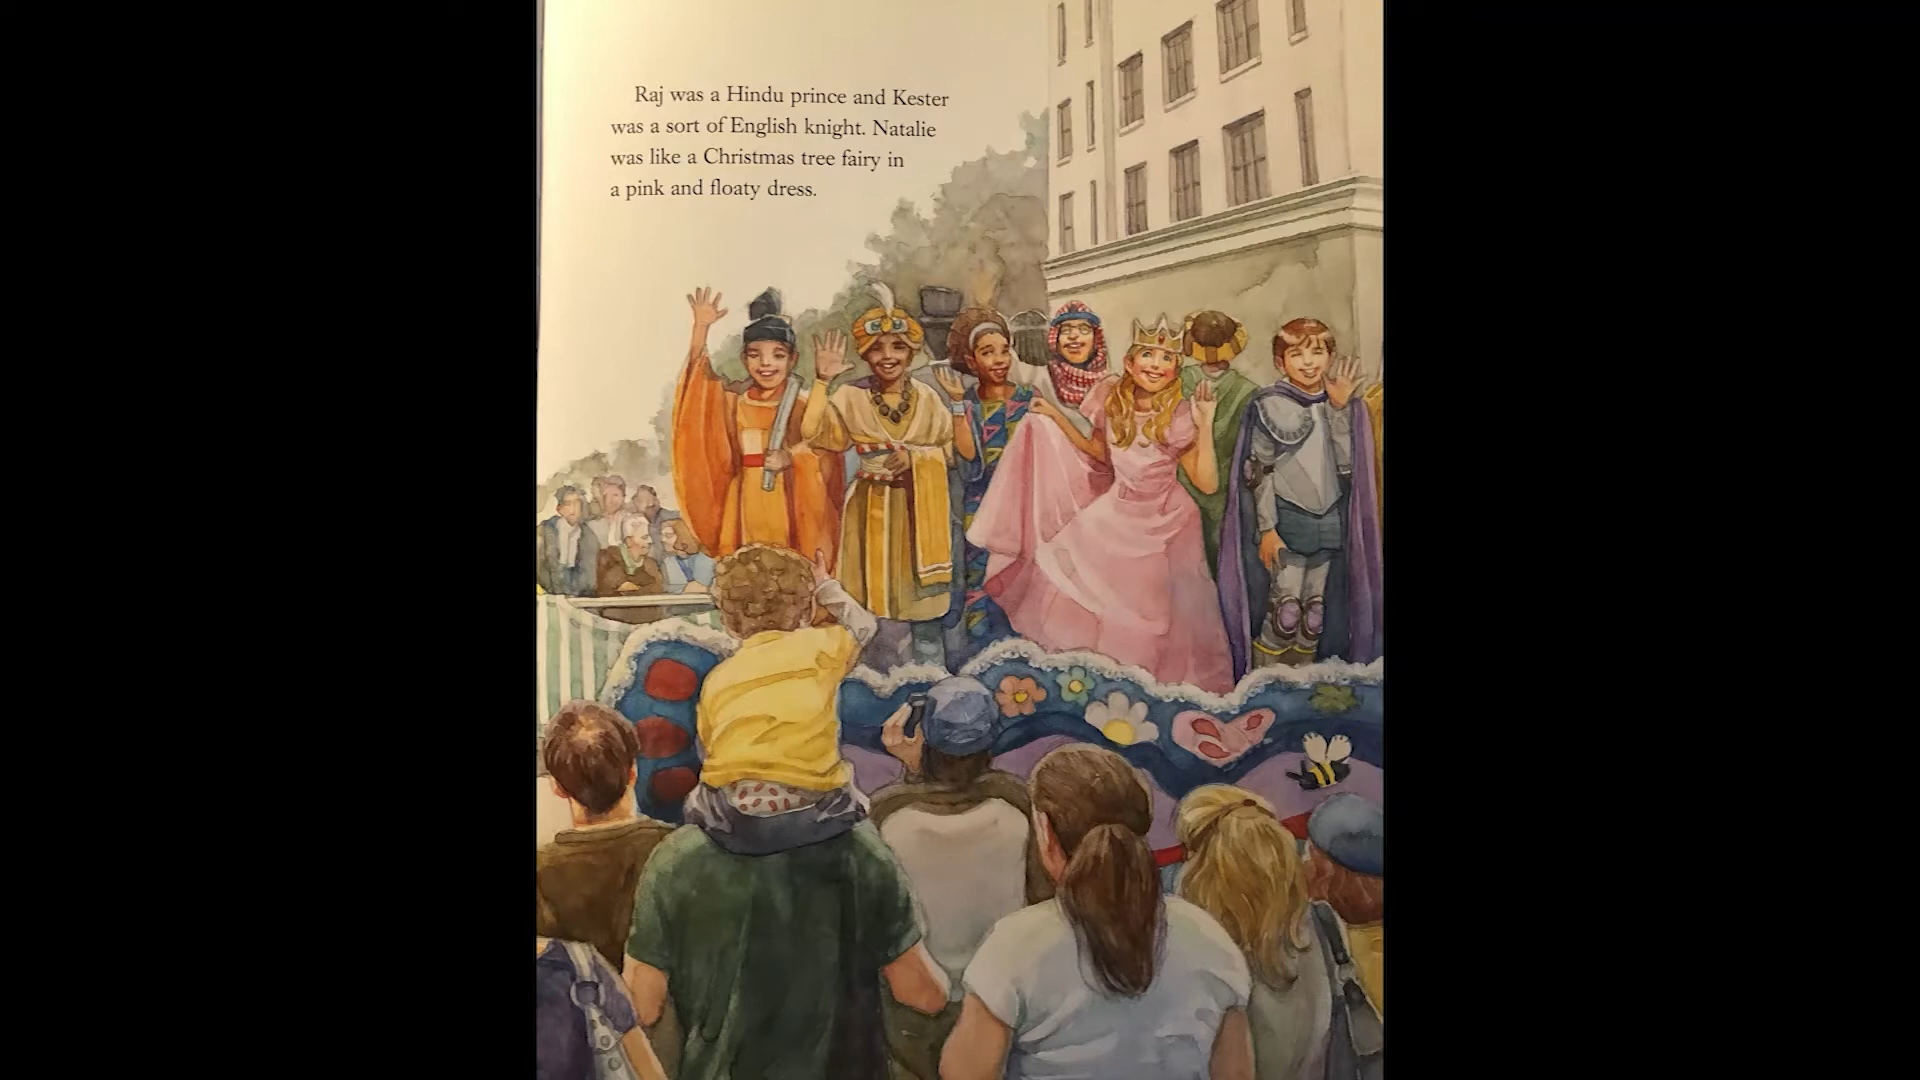 Raj was a Hindu prince and Kester
was a sort of English knight. Natalie
was like a Christmas tree fairy in
a pink and floaty dress.